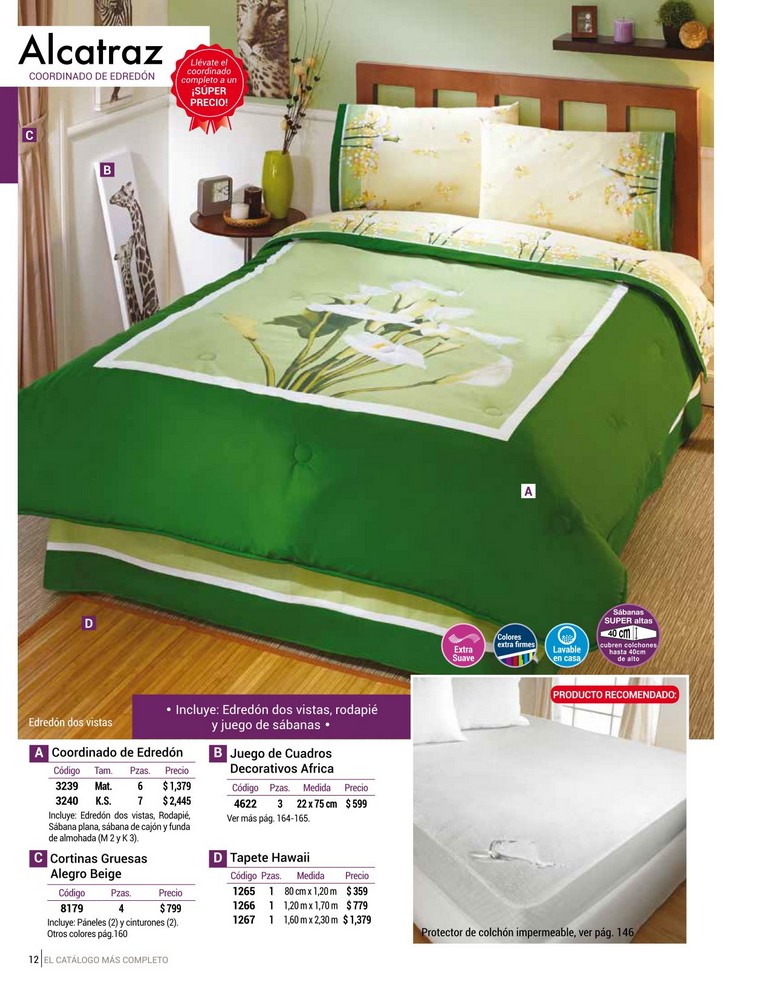 Alcatraz
COORDINADO DE EDREDÓN
Llévate el
coordinado
completo a un
¡SÚPER
PRECIO!
C
B
A
D
Extra
Suave
Colores
extra firmes
Lavable
en casa
Sábanas
SUPER altas
40 cm
cubren colchones
hasta 40cm
de alto
Edredón dos vistas
• Incluye: Edredón dos vistas, rodapié
y juego de sábanas •
PRODUCTO RECOMENDADO:
A Coordinado de Edredón
Código Tam. Pzas. Precio
3239 Mat. 6 $1,379
3240 K.S. 7 $2,445
Incluye: Edredón dos vistas, Rodapié,
Sábana plana, sábana de cajón y funda
de almohada (M 2 y K 3).
B Juego de Cuadros
Decorativos Africa
Código Pzas. Medida Precio
4622 3 22 x 75 cm $599
Ver más pág. 164-165.
C Cortinas Gruesas
Alegro Beige
Código Pzas. Precio
8179 4 $799
Incluye: Páneles (2) y cinturones (2).
Otros colores pág.160
D Tapete Hawaii
Código Pzas. Medida Precio
1265 1 80 cm x 1,20 m $359
1266 1 1,20 m x 1,70 m $779
1267 1 1,60 m x 2,30 m $1,379
Protector de colchón impermeable, ver pág. 146
12 EL CATÁLOGO MÁS COMPLETO